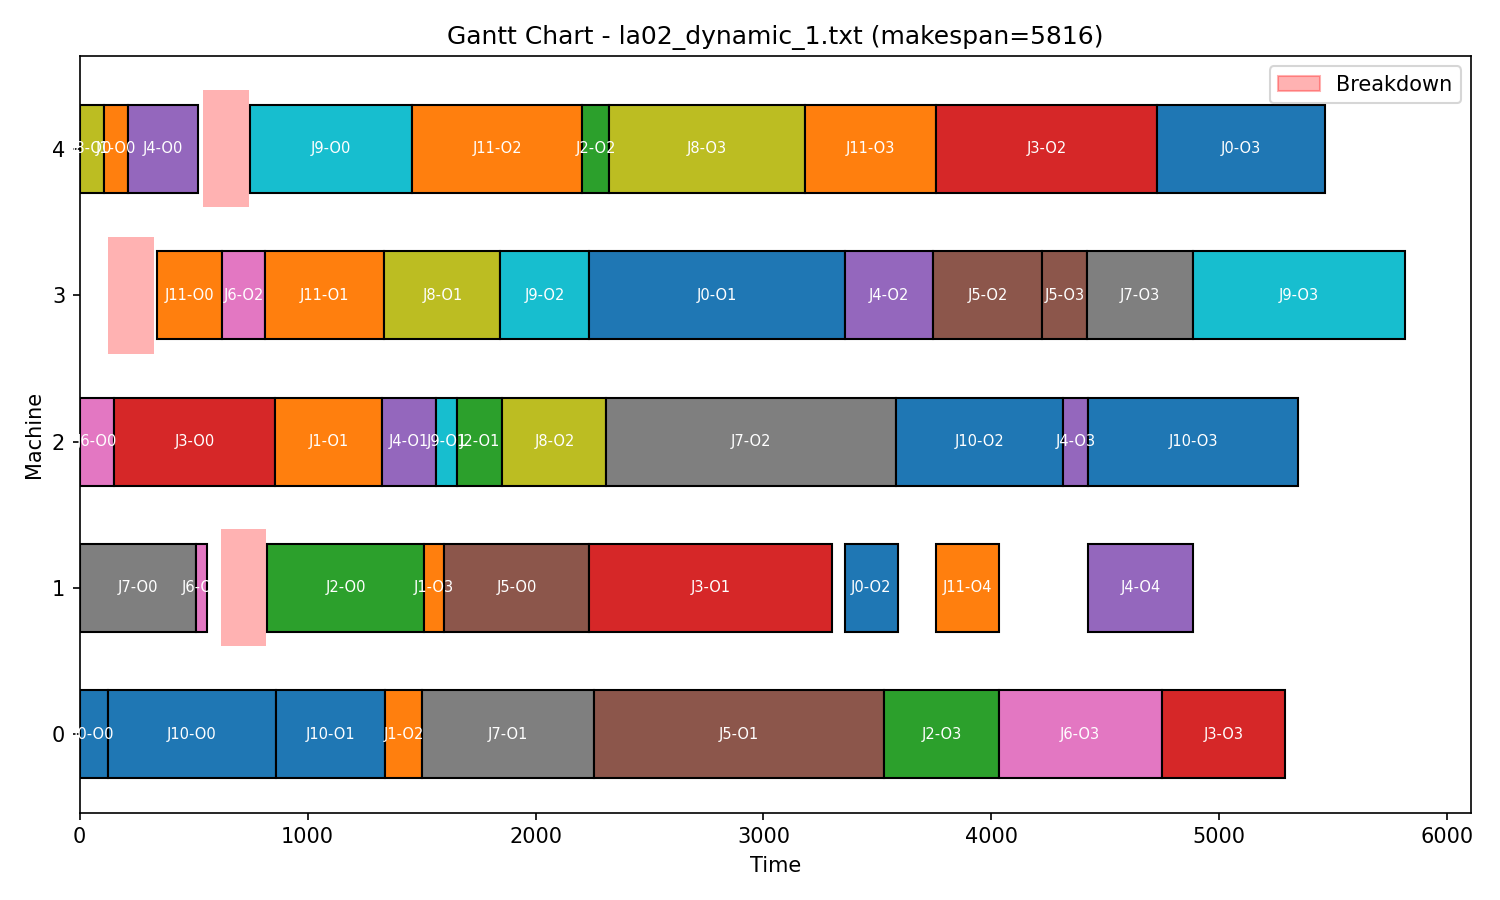 Gantt Chart - la02_dynamic_1.txt (makespan=5816)
Breakdown
4 J4-O0 J9-O0 J11-O2 J2-O2 J8-O3 J11-O3 J3-O2 J0-O3
3 J11-O0 J6-O2 J11-O1 J8-O1 J9-O2 J0-O1 J4-O2 J5-O2 J5-O3 J7-O3 J9-O3
Machine
2 J3-O0 J1-O1 J4-O1 J9-O1 J2-O1 J8-O2 J7-O2 J10-O2 J4-O3 J10-O3
1 J7-O0 J2-O0 J1-O3 J5-O0 J3-O1 J0-O2 J11-O4 J4-O4
0 J10-O0 J10-O1 J1-O2 J7-O1 J5-O1 J2-O3 J6-O3 J3-O3
0 1000 2000 3000 4000 5000 6000
Time